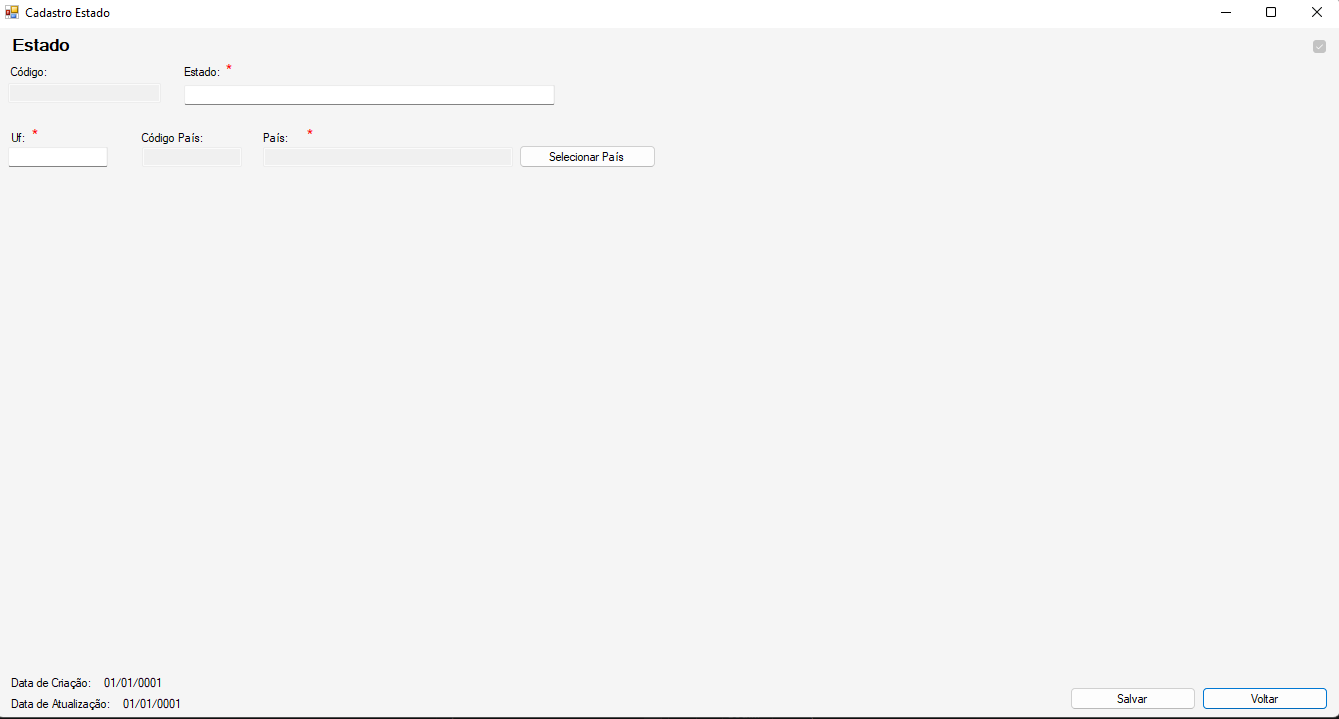 Cadastro Estado
Estado
Código: Estado: *
Uf: * Código País: País: * Selecionar País
Data de Criação: 01/01/0001
Data de Atualização: 01/01/0001
Salvar Voltar